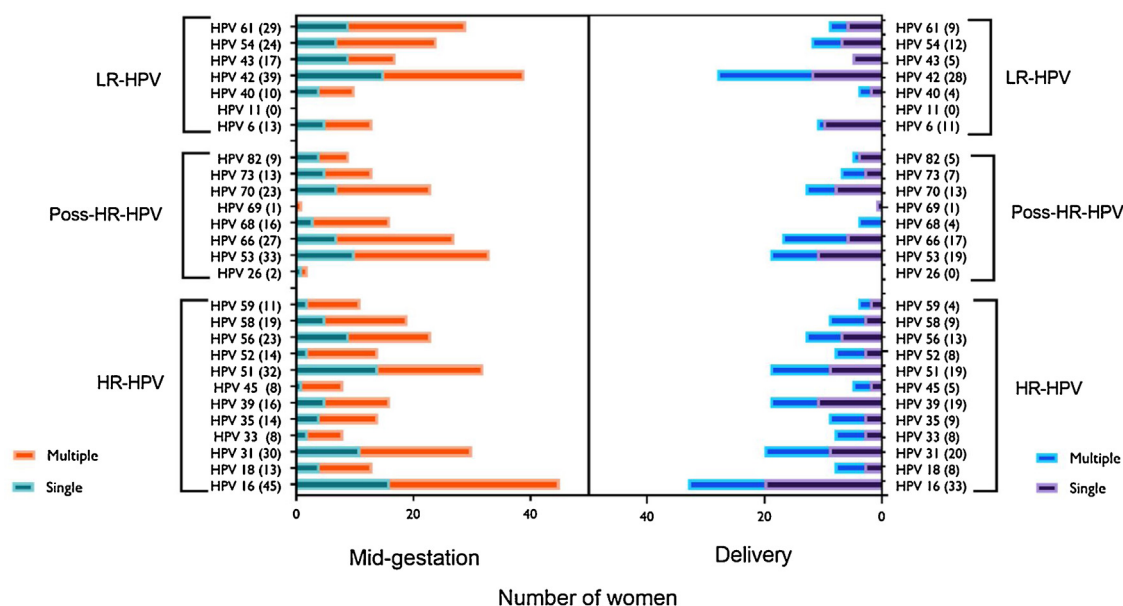 LR-HPV
HPV 61 (29)
HPV 54 (24)
HPV 43 (17)
HPV 42 (39)
HPV 40 (10)
HPV 11 (0)
HPV 6 (13)
Poss-HR-HPV
HPV 82 (9)
HPV 73 (13)
HPV 70 (23)
HPV 69 (1)
HPV 68 (16)
HPV 66 (27)
HPV 53 (33)
HPV 26 (2)
HR-HPV
HPV 59 (11)
HPV 58 (19)
HPV 56 (23)
HPV 52 (14)
HPV 51 (32)
HPV 45 (8)
HPV 39 (16)
HPV 35 (14)
HPV 33 (8)
HPV 31 (30)
HPV 18 (13)
HPV 16 (45)
Multiple
Single
0 20 40
Mid-gestation
HPV 61 (9)
HPV 54 (12)
HPV 43 (5)
HPV 42 (28)
HPV 40 (4)
HPV 11 (0)
HPV 6 (11)
LR-HPV
HPV 82 (5)
HPV 73 (7)
HPV 70 (13)
HPV 69 (1)
HPV 68 (4)
HPV 66 (17)
HPV 53 (19)
HPV 26 (0)
Poss-HR-HPV
HPV 59 (4)
HPV 58 (9)
HPV 56 (13)
HPV 52 (8)
HPV 51 (19)
HPV 45 (5)
HPV 39 (19)
HPV 35 (9)
HPV 33 (8)
HPV 31 (20)
HPV 18 (8)
HPV 16 (33)
HR-HPV
Multiple
Single
40 20 0
Delivery
Number of women